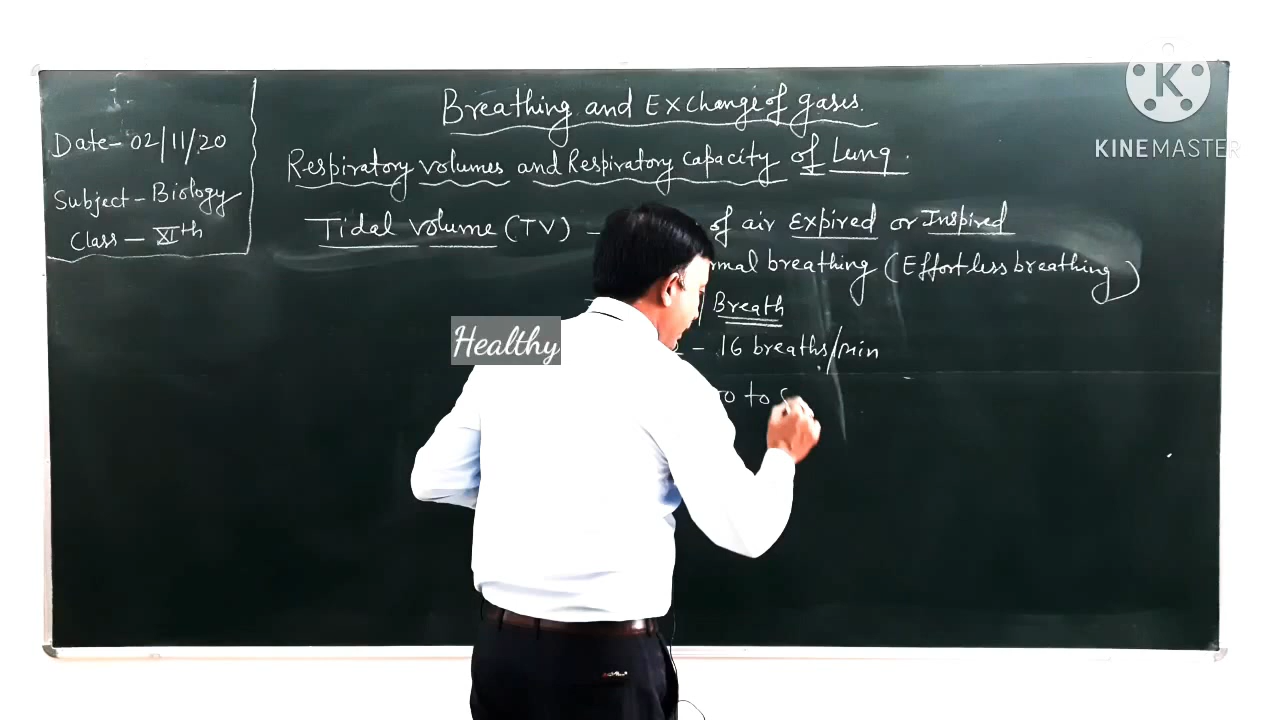 Date- 02/11/20
Subject- Biology
Class - XIth
Breathing and Exchange of gases.
Respiratory volumes and Respiratory capacity of Lung.
Tidal volume (TV) - of air Expired or Inspired
breathing (Effortless breathing)
Breath
- 16 breaths/min
to
Healthy
K
KINEMASTER